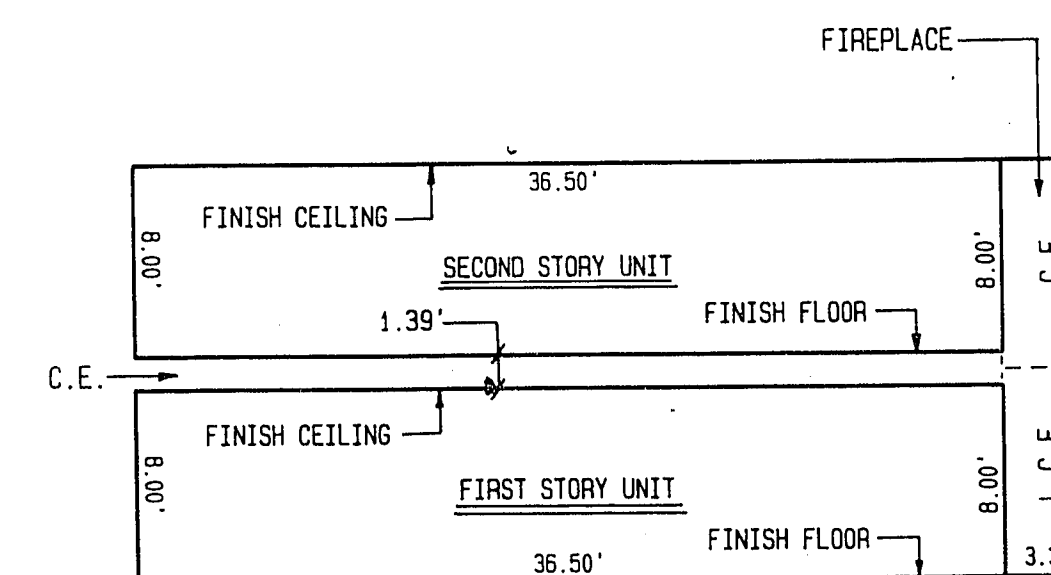 FIREPLACE
36.50'
FINISH CEILING
8.00'
8.00'
SECOND STORY UNIT
FINISH FLOOR
1.39'
C.E.
FINISH CEILING
8.00'
8.00'
FIRST STORY UNIT
FINISH FLOOR
36.50'